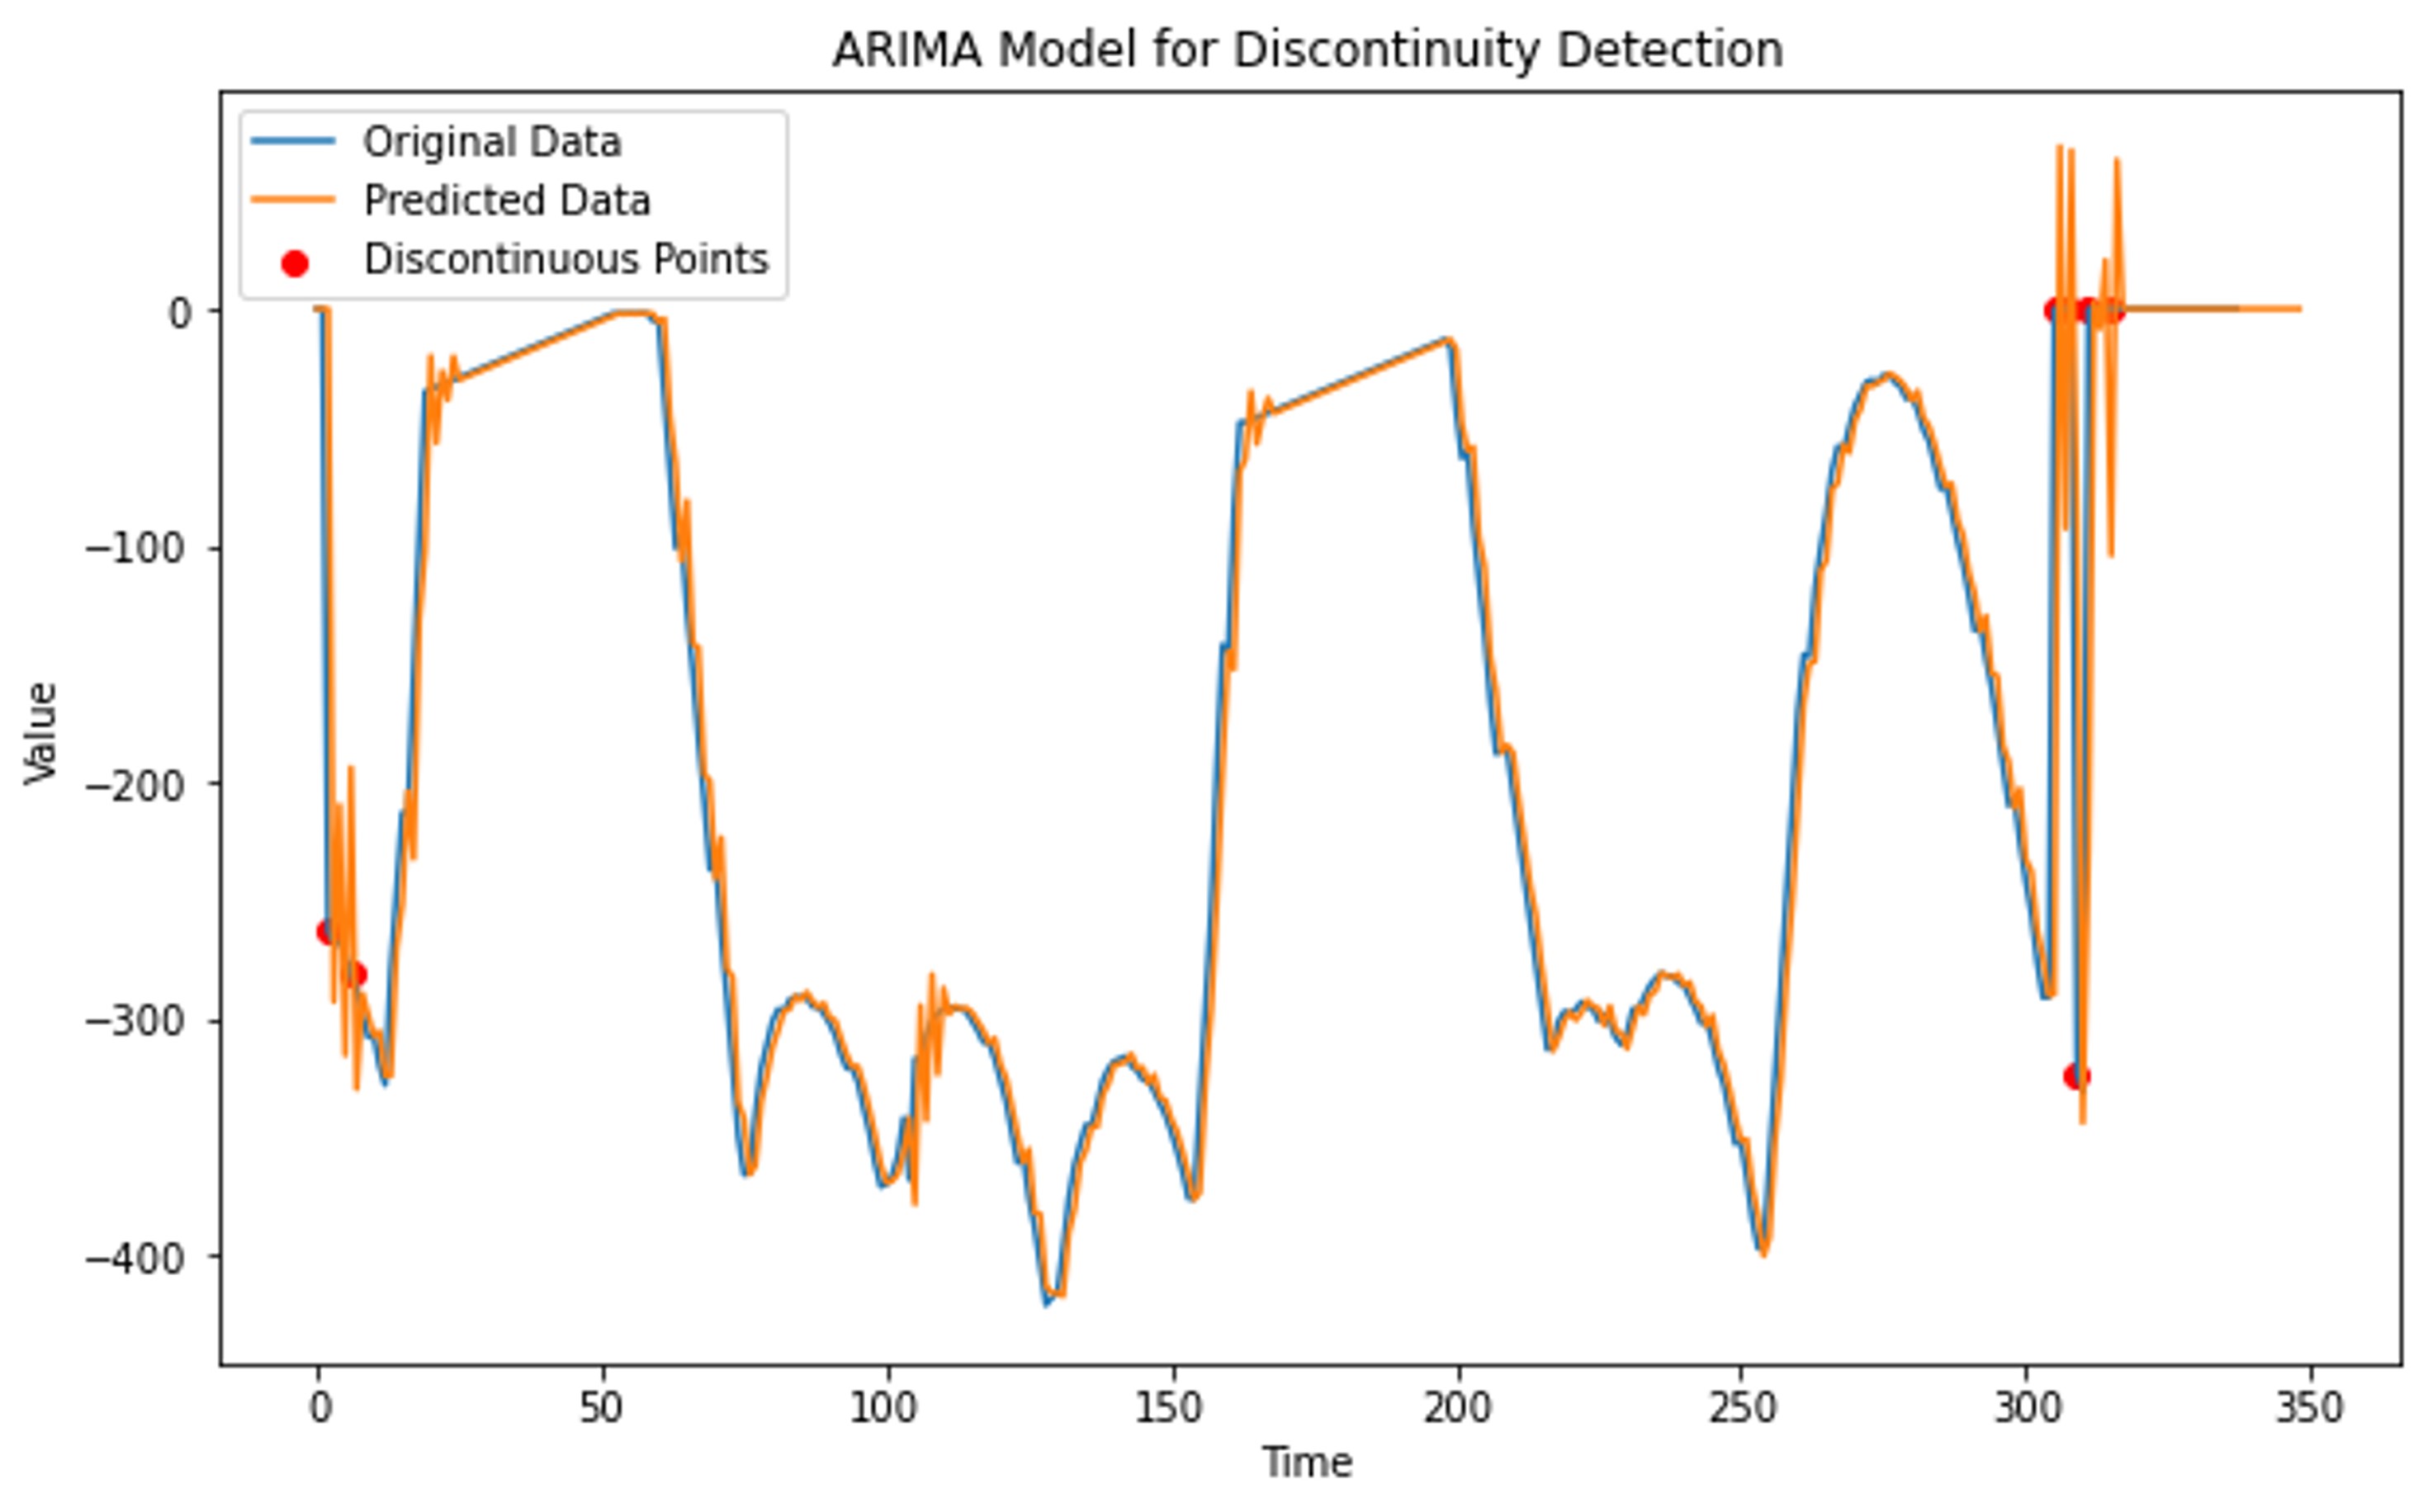 ARIMA Model for Discontinuity Detection
Original Data
Predicted Data
Discontinuous Points
Value
0
−100
−200
−300
−400
0 50 100 150 200 250 300 350
Time